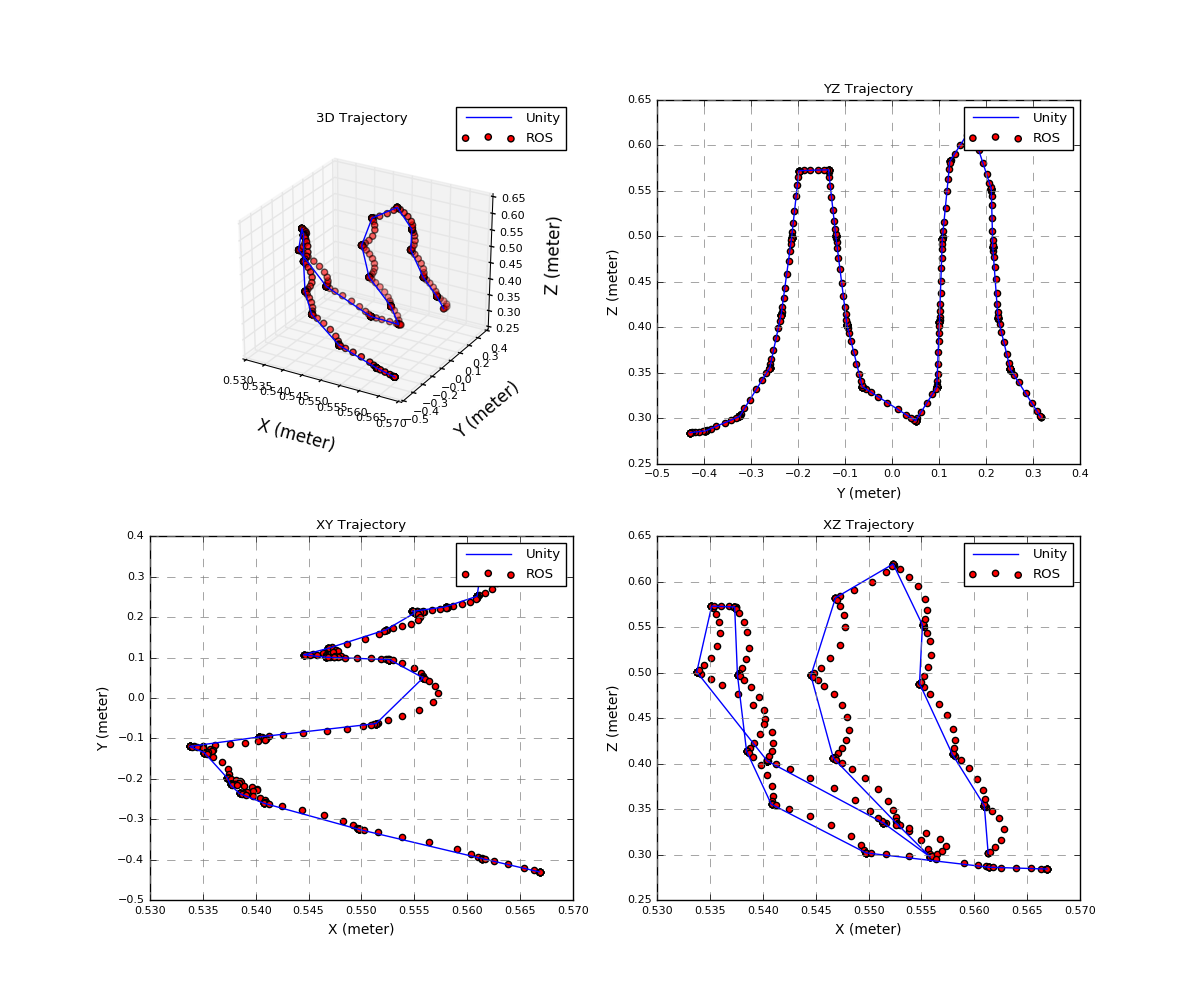 3D Trajectory
Unity
ROS
0.65
0.60
0.55
0.50
0.45
0.40
0.35
0.30
0.25
Z (meter)
0.530
0.535
0.540
0.545
0.550
0.555
0.560
0.565
0.570
X (meter)
−0.5
−0.4
−0.3
−0.2
−0.1
0.0
0.1
0.2
0.3
0.4
Y (meter)
YZ Trajectory
Unity
ROS
0.65
0.60
0.55
0.50
0.45
0.40
0.35
0.30
0.25
Z (meter)
−0.5 −0.4 −0.3 −0.2 −0.1 0.0 0.1 0.2 0.3 0.4
Y (meter)
XY Trajectory
Unity
ROS
0.4
0.3
0.2
0.1
0.0
−0.1
−0.2
−0.3
−0.4
−0.5
Y (meter)
0.530 0.535 0.540 0.545 0.550 0.555 0.560 0.565 0.570
X (meter)
XZ Trajectory
Unity
ROS
0.65
0.60
0.55
0.50
0.45
0.40
0.35
0.30
0.25
Z (meter)
0.530 0.535 0.540 0.545 0.550 0.555 0.560 0.565 0.570
X (meter)